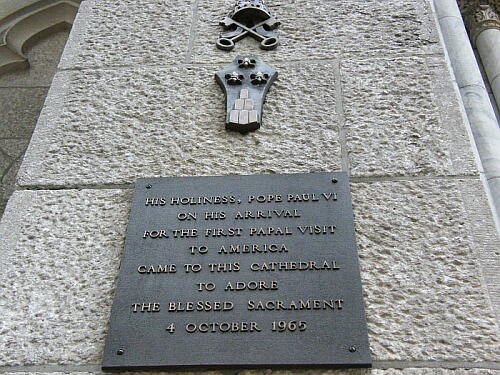 HIS HOLINESS, POPE PAUL VI
ON HIS ARRIVAL
FOR THE FIRST PAPAL VISIT
TO AMERICA
CAME TO THIS CATHEDRAL
TO ADORE
THE BLESSED SACRAMENT
4 OCTOBER 1965